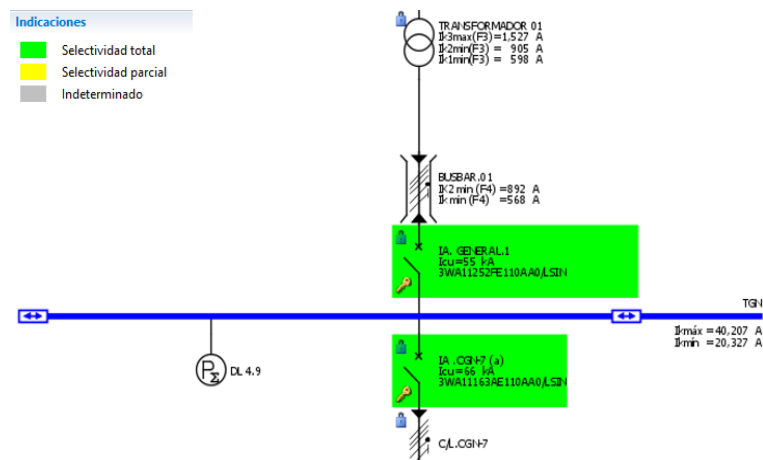 Indicaciones
Selectividad total
Selectividad parcial
Indeterminado
TRANSFORMADOR 01
Ik3max(F3)=1,527 A
Ik2min(F3) = 905 A
Ik1min(F3) = 598 A
BUSBAR.01
IK2 min (F4) =892 A
Ik min (F4) =568 A
IA. GENERAL.1
Icu=55 kA
3WA11252FE110AA0/LSIN
TGN
Ikmáx =40,207 A
Ikmín =20,327 A
PΣ
DL 4.9
IA .CGN-7 (a)
Icu=66 kA
3WA11163AE110AA0/LSIN
C/L.CGN-7